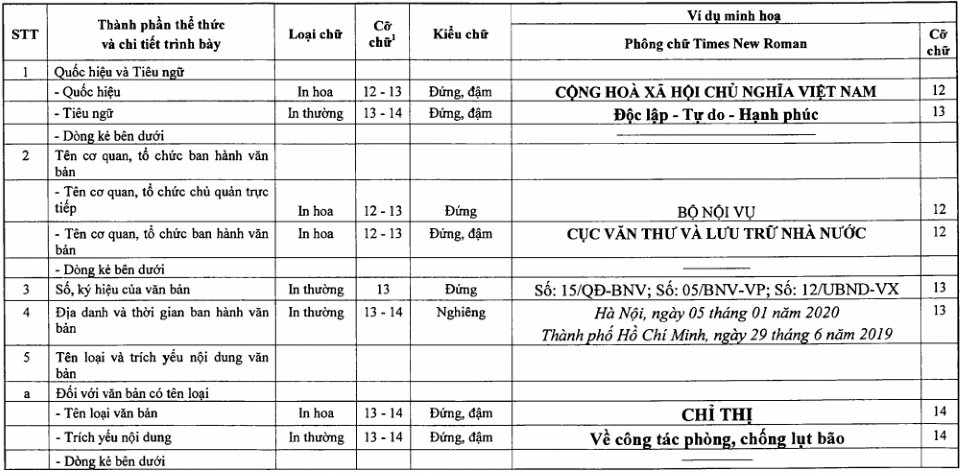 STT Thành phần thể thức và chi tiết trình bày Loại chữ Cỡ chữ¹ Kiểu chữ Ví dụ minh hoạ
Phông chữ Times New Roman Cỡ chữ
1 Quốc hiệu và Tiêu ngữ
- Quốc hiệu In hoa 12 - 13 Đứng, đậm CỘNG HOÀ XÃ HỘI CHỦ NGHĨA VIỆT NAM 12
- Tiêu ngữ In thường 13 - 14 Đứng, đậm Độc lập - Tự do - Hạnh phúc 13
- Dòng kẻ bên dưới
2 Tên cơ quan, tổ chức ban hành văn
bản
- Tên cơ quan, tổ chức chủ quản trực
tiếp In hoa 12 - 13 Đứng BỘ NỘI VỤ 12
- Tên cơ quan, tổ chức ban hành văn In hoa 12 - 13 Đứng, đậm CỤC VĂN THƯ VÀ LƯU TRỮ NHÀ NƯỚC 12
bản
- Dòng kẻ bên dưới
3 Số, ký hiệu của văn bản In thường 13 Đứng Số: 15/QĐ-BNV; Số: 05/BNV-VP; Số: 12/UBND-VX 13
4 Địa danh và thời gian ban hành văn In thường 13 - 14 Nghiêng Hà Nội, ngày 05 tháng 01 năm 2020 13
bản Thành phố Hồ Chí Minh, ngày 29 tháng 6 năm 2019
5 Tên loại và trích yếu nội dung văn
bản
a Đối với văn bản có tên loại
- Tên loại văn bản In hoa 13 - 14 Đứng, đậm CHỈ THỊ 14
- Trích yếu nội dung In thường 13 - 14 Đứng, đậm Về công tác phòng, chống lụt bão 14
- Dòng kẻ bên dưới